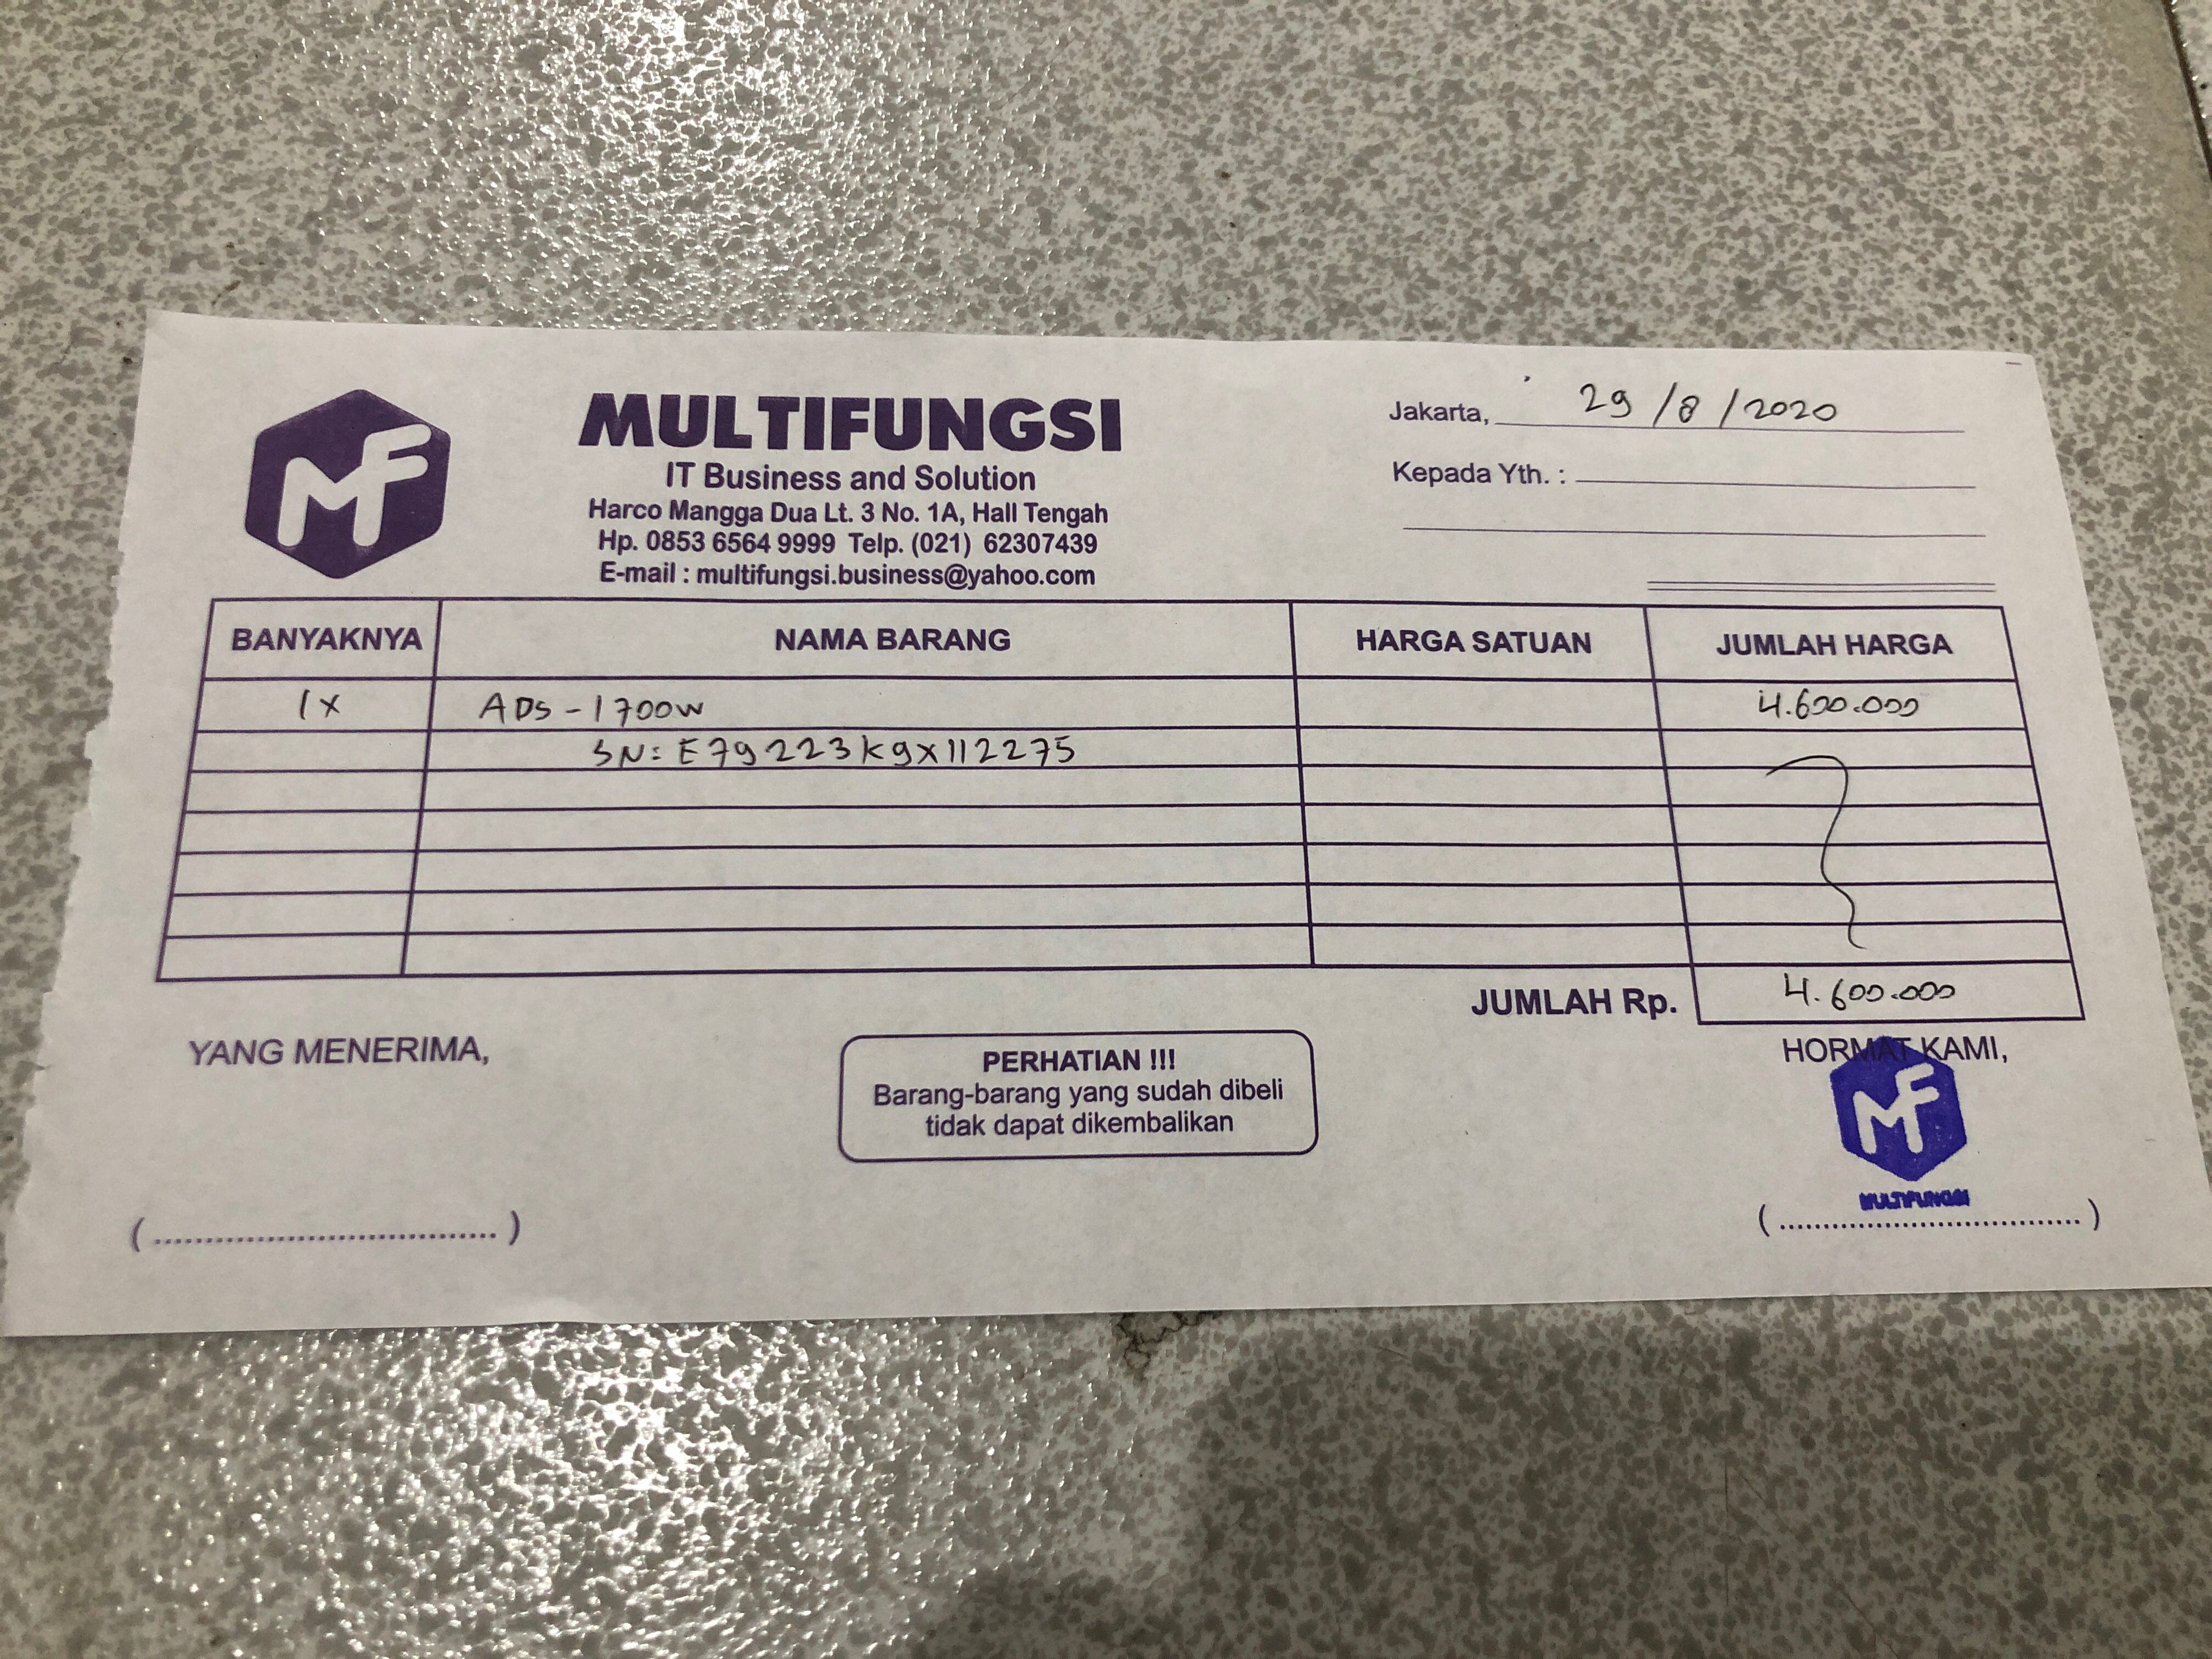 MF
MULTIFUNGSI
IT Business and Solution
Harco Mangga Dua Lt. 3 No. 1A, Hall Tengah
Hp. 0853 6564 9999 Telp. (021) 62307439
E-mail : multifungsi.business@yahoo.com
Jakarta, 29/8/2020
Kepada Yth. :
BANYAKNYA NAMA BARANG HARGA SATUAN JUMLAH HARGA
1x ADS-1700W 4.600.000
SN: E79223K9X112275
JUMLAH Rp. 4.600.000
YANG MENERIMA,
PERHATIAN !!!
Barang-barang yang sudah dibeli
tidak dapat dikembalikan
HORMAT KAMI,
MF
MULTIFUNGSI
(..................................)
(..................................)